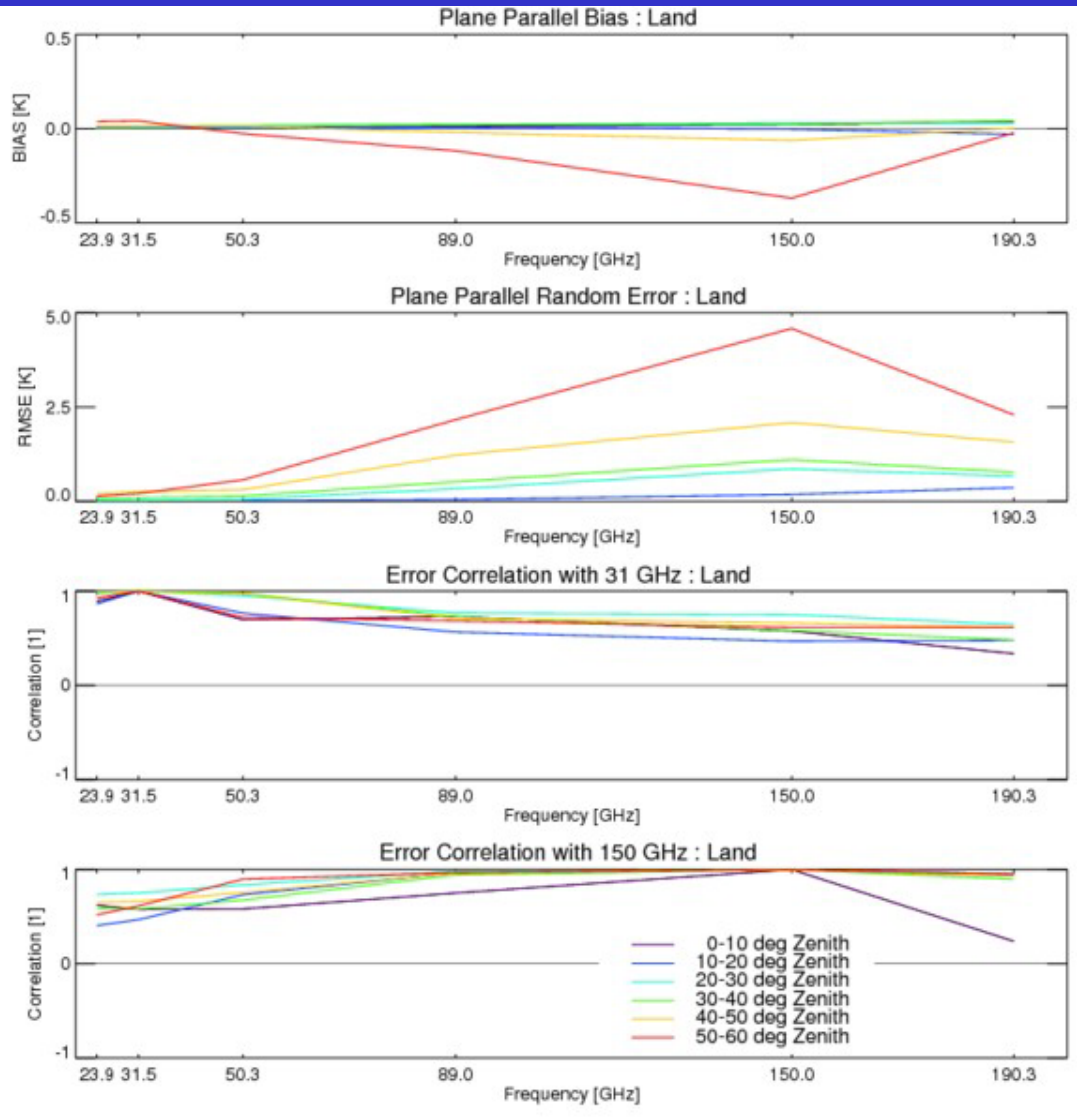 Plane Parallel Bias : Land
0.5
0.0
-0.5
BIAS [K]
23.9 31.5 50.3 89.0 150.0 190.3
Frequency [GHz]
Plane Parallel Random Error : Land
5.0
2.5
0.0
RMSE [K]
23.9 31.5 50.3 89.0 150.0 190.3
Frequency [GHz]
Error Correlation with 31 GHz : Land
1
0
-1
Correlation [1]
23.9 31.5 50.3 89.0 150.0 190.3
Frequency [GHz]
Error Correlation with 150 GHz : Land
1
0
-1
Correlation [1]
0-10 deg Zenith
10-20 deg Zenith
20-30 deg Zenith
30-40 deg Zenith
40-50 deg Zenith
50-60 deg Zenith
23.9 31.5 50.3 89.0 150.0 190.3
Frequency [GHz]